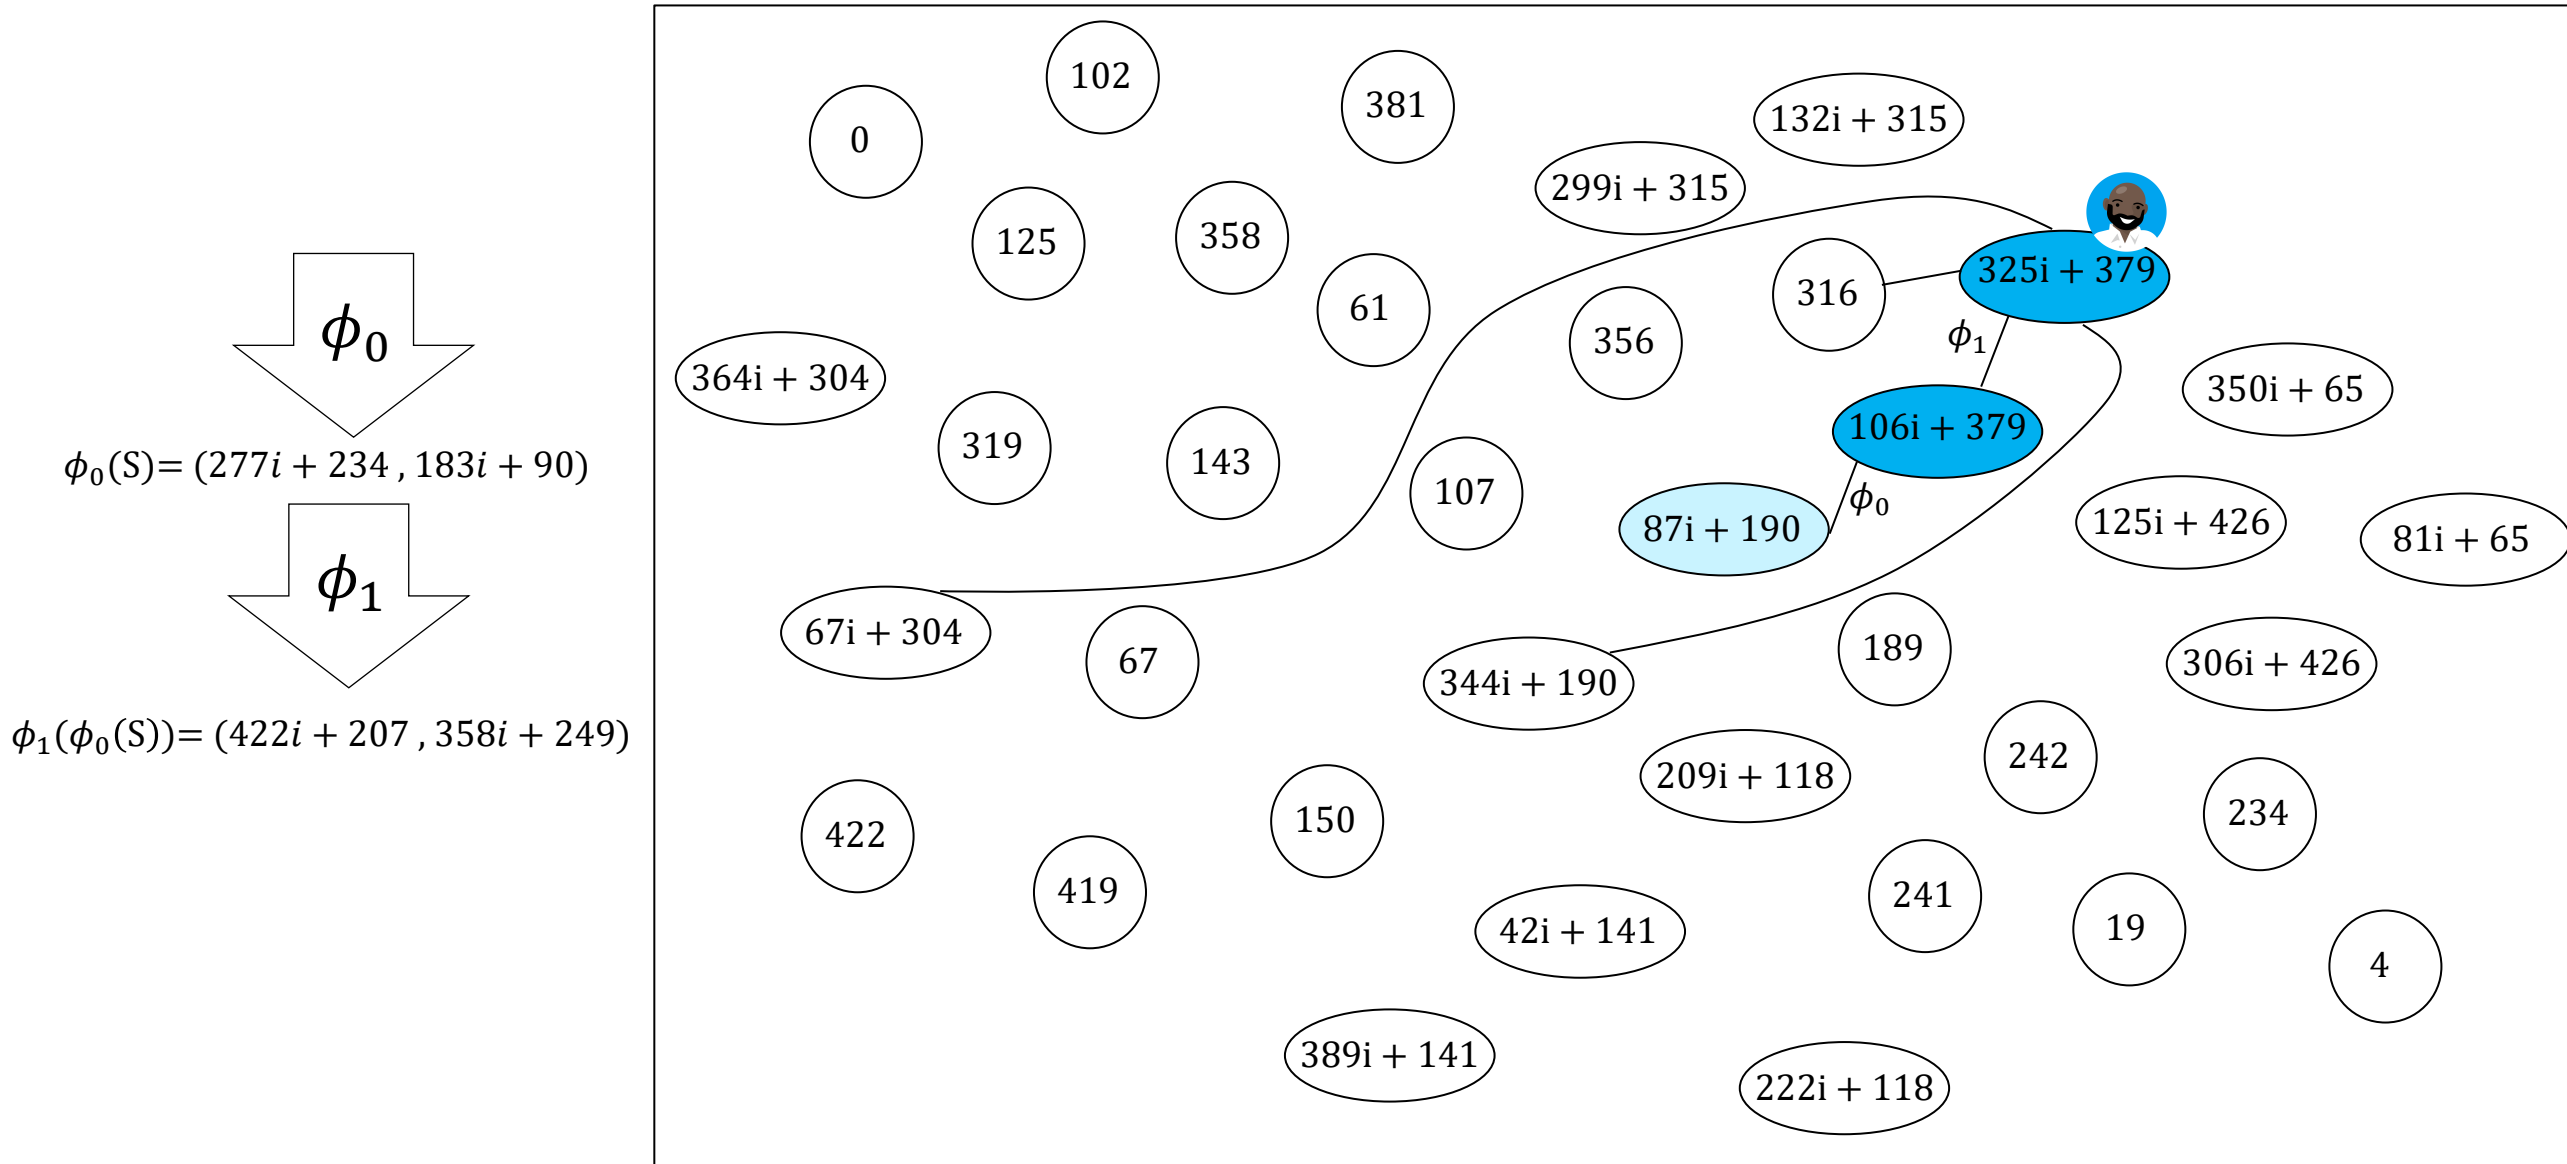 𝜙₀
𝜙₀(S)= (277𝑖 + 234 , 183𝑖 + 90)
𝜙₁
𝜙₁(𝜙₀(S))= (422𝑖 + 207 , 358𝑖 + 249)
102
381
0
132i + 315
299i + 315
125
358
325i + 379
61
316
356
𝜙₁
364i + 304
350i + 65
319
143
106i + 379
107
𝜙₀
87i + 190
125i + 426
81i + 65
67i + 304
67
189
344i + 190
306i + 426
209i + 118
242
422
150
234
419
241
42i + 141
19
4
389i + 141
222i + 118